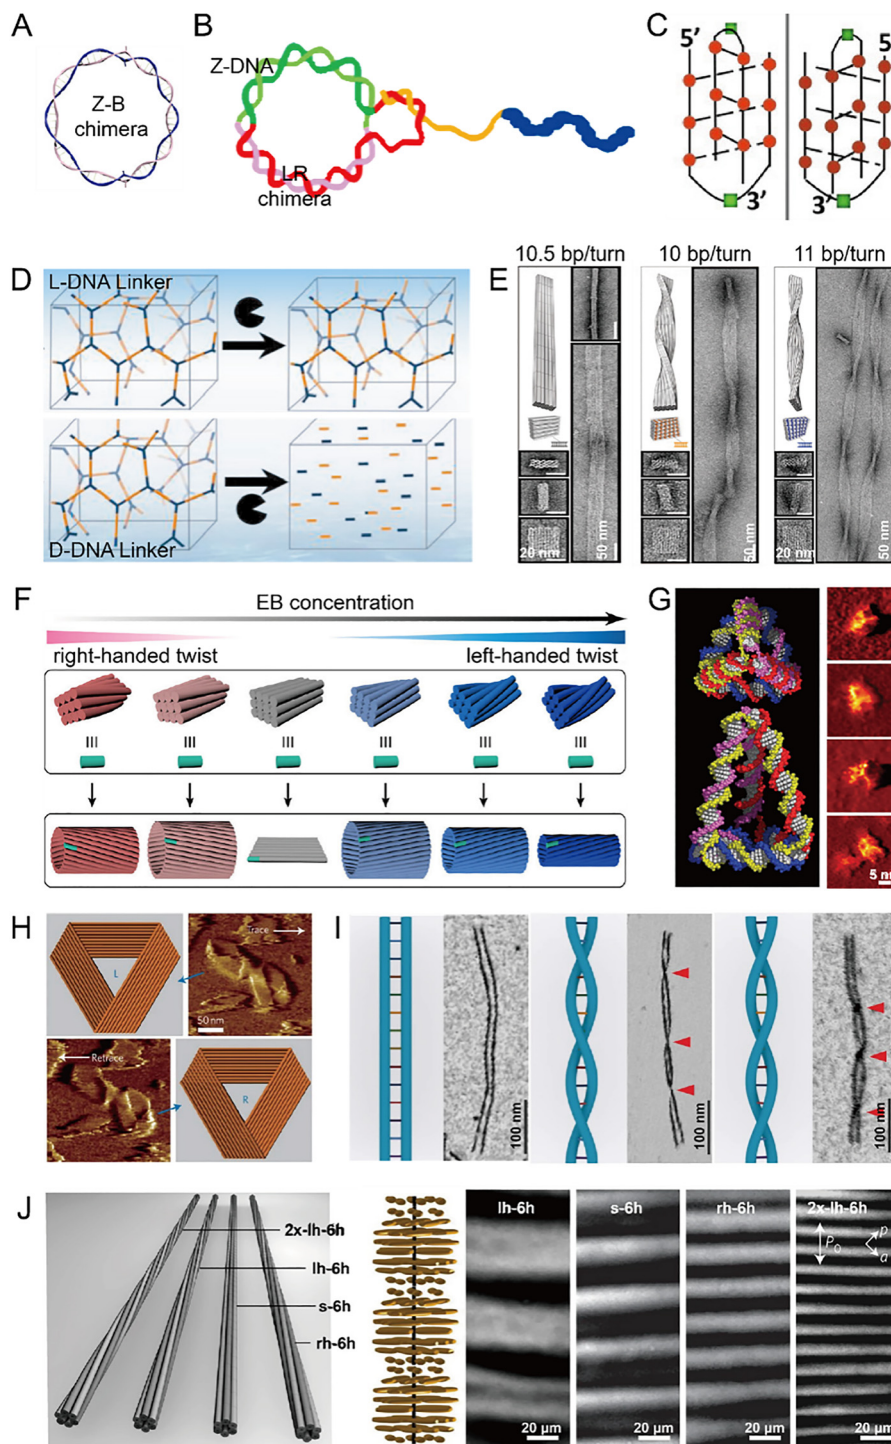 A
Z-B
chimera
B
Z-DNA
LR
chimera
C
5'
3'
5'
3'
D
L-DNA Linker
D-DNA Linker
E
10.5 bp/turn
10 bp/turn
11 bp/turn
20 nm
50 nm
50 nm
20 nm
50 nm
F
EB concentration
right-handed twist
left-handed twist
G
5 nm
H
L
Trace
50 nm
Retrace
R
I
100 nm
100 nm
100 nm
J
2x-lh-6h
lh-6h
s-6h
rh-6h
lh-6h
s-6h
rh-6h
2x-lh-6h
P
a
20 µm
20 µm
20 µm
20 µm